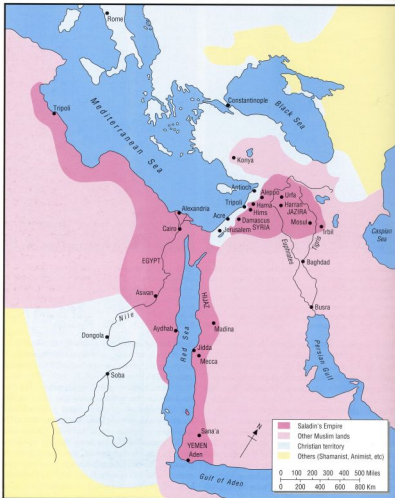 Rome
Constantinople
Black Sea
Mediterranean Sea
Tripoli
Konya
Antioch
Aleppo
Urfa
Harran
JAZIRA
Tripoli
Hama
Hims
Mosul
Irbil
Caspian
Sea
Acre
Damascus
SYRIA
Jerusalem
Alexandria
Cairo
Euphrates
Tigris
Baghdad
EGYPT
Busra
Aswan
HIJAZ
Nile
Dongola
Aydhab
Madina
Red Sea
Persian Gulf
Jidda
Mecca
Soba
Sana'a
YEMEN
Aden
Gulf of Aden
N
Saladin's Empire
Other Muslim lands
Christian territory
Others (Shamanist, Animist, etc)
0 100 200 300 400 500 Miles
0 200 400 600 800 Km